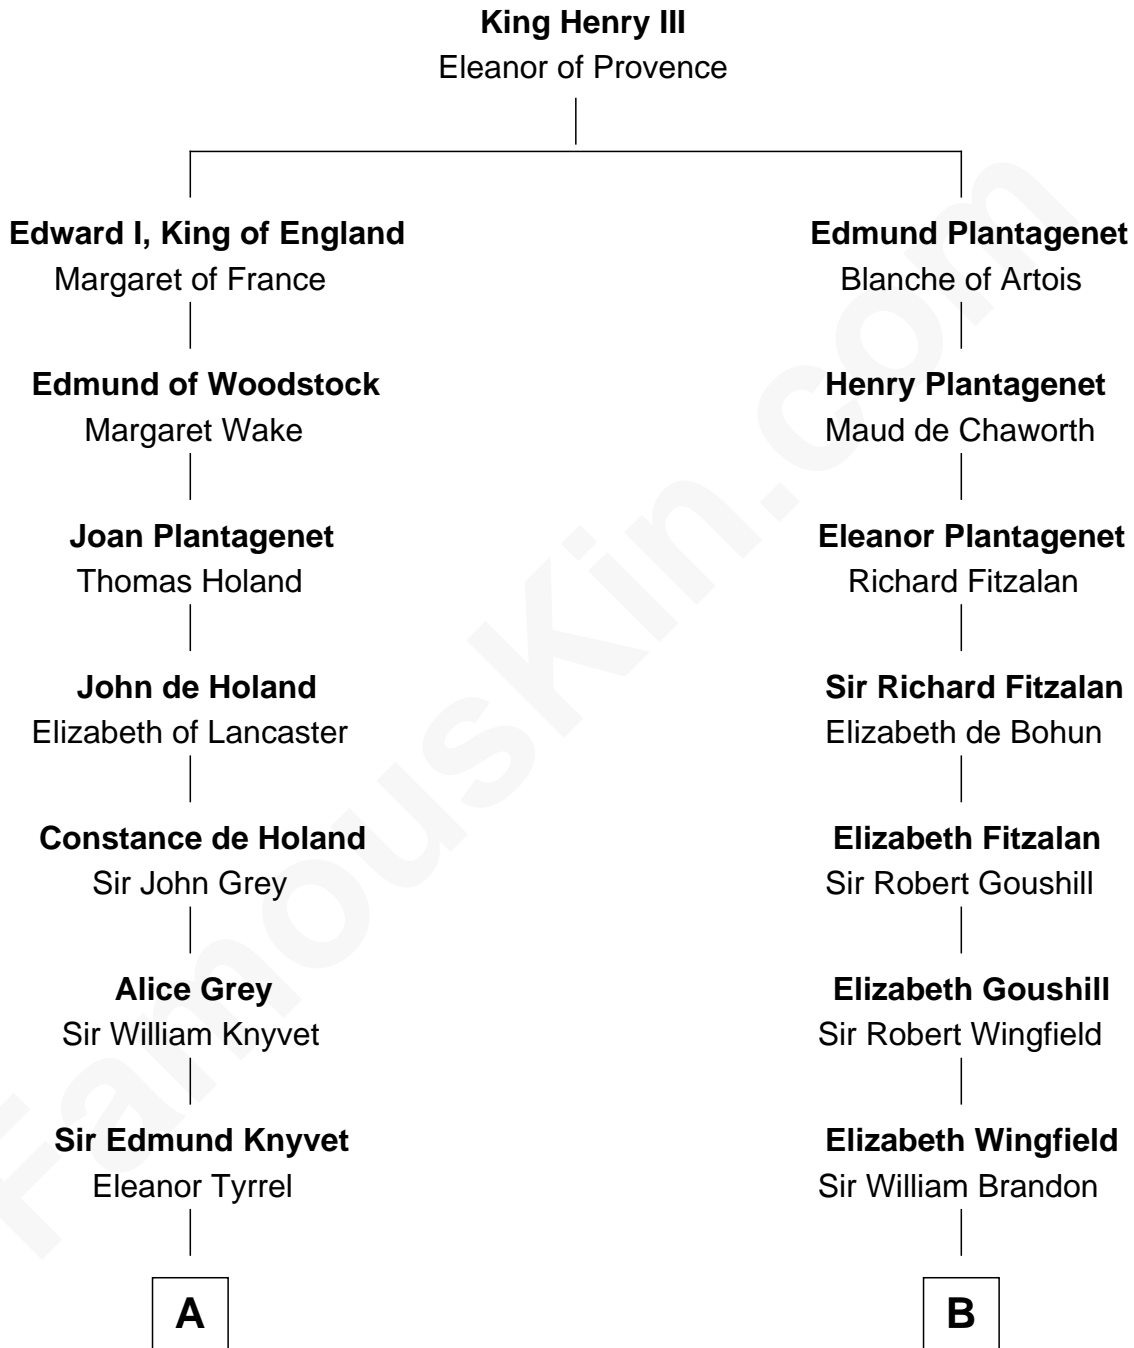 King Henry III
Eleanor of Provence
Edward I, King of England
Margaret of France
Edmund Plantagenet
Blanche of Artois
Edmund of Woodstock
Margaret Wake
Henry Plantagenet
Maud de Chaworth
Joan Plantagenet
Thomas Holand
Eleanor Plantagenet
Richard Fitzalan
John de Holand
Elizabeth of Lancaster
Sir Richard Fitzalan
Elizabeth de Bohun
Constance de Holand
Sir John Grey
Elizabeth Fitzalan
Sir Robert Goushill
Alice Grey
Sir William Knyvet
Elizabeth Goushill
Sir Robert Wingfield
Sir Edmund Knyvet
Eleanor Tyrrel
Elizabeth Wingfield
Sir William Brandon
A
B
FamousKin.com